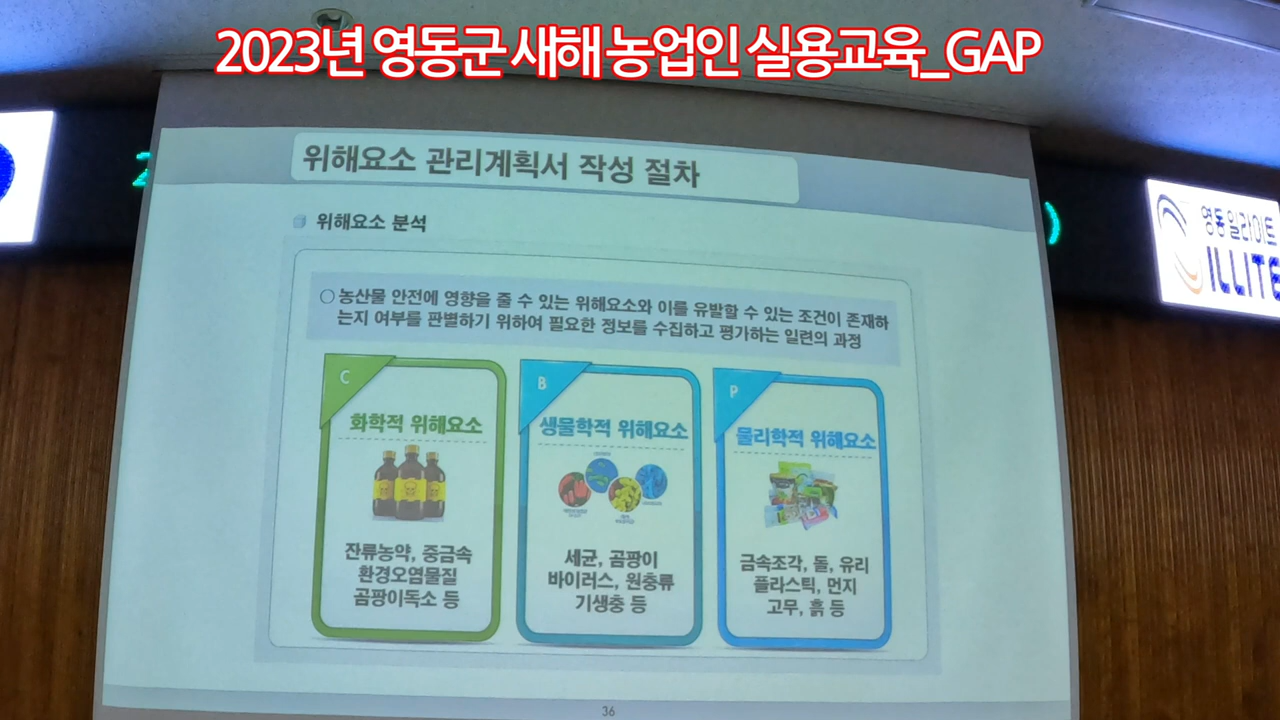 2023년 영동군 새해 농업인 실용교육_GAP
위해요소 관리계획서 작성 절차
위해요소 분석
○ 농산물 안전에 영향을 줄 수 있는 위해요소와 이를 유발할 수 있는 조건이 존재하
는지 여부를 판별하기 위하여 필요한 정보를 수집하고 평가하는 일련의 과정
C
화학적 위해요소
잔류농약, 중금속
환경오염물질
곰팡이독소 등
B
생물학적 위해요소
세균, 곰팡이
바이러스, 원충류
기생충 등
P
물리학적 위해요소
금속조각, 돌, 유리
플라스틱, 먼지
고무, 흙 등
36
영동일라이트
ILLITE